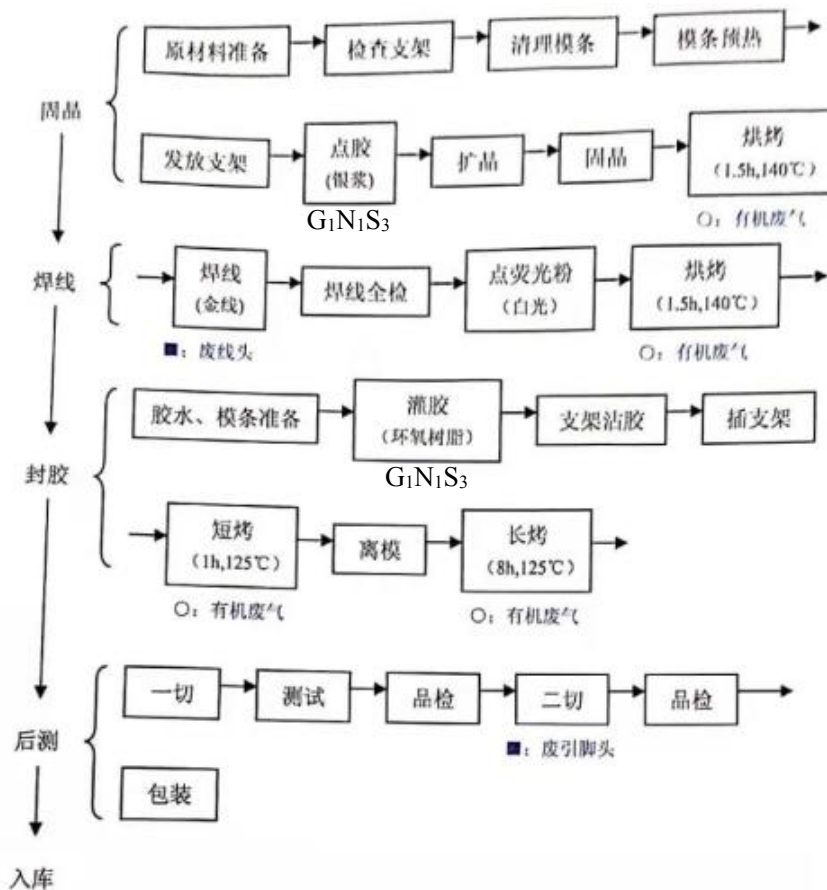 原材料准备
检查支架
清理模条
模条预热
固晶
发放支架
点胶
(银浆)
扩晶
固晶
烘烤
(1.5h,140℃)
G₁N₁S₃
○：有机废气
焊线
焊线
(金线)
焊线全检
点荧光粉
(白光)
烘烤
(1.5h,140℃)
■：废线头
○：有机废气
胶水、模条准备
灌胶
(环氧树脂)
支架沾胶
插支架
G₁N₁S₃
封胶
短烤
(1h,125℃)
离模
长烤
(8h,125℃)
○：有机废气
○：有机废气
一切
测试
品检
二切
品检
后测
■：废引脚头
包装
入库